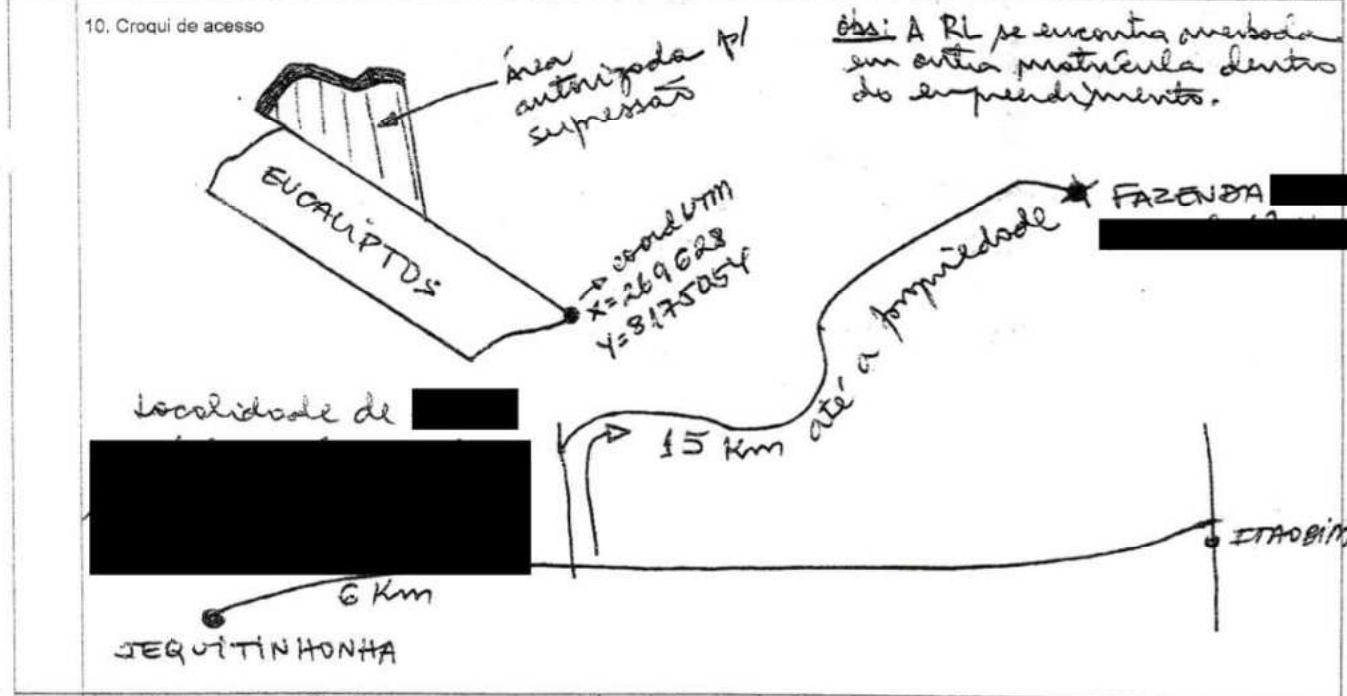 10. Croqui de acesso
Área
autorizada p/
supressão
Obs: A RL se encontra averbada
em outra matrícula dentro
do empreendimento.
EUCALIPTOS
coord UTM
X=269628
Y=8175054
FAZENDA
até a propriedade
Localidade de
15 Km
ITAOBIM
6 Km
JEQUITINHONHA